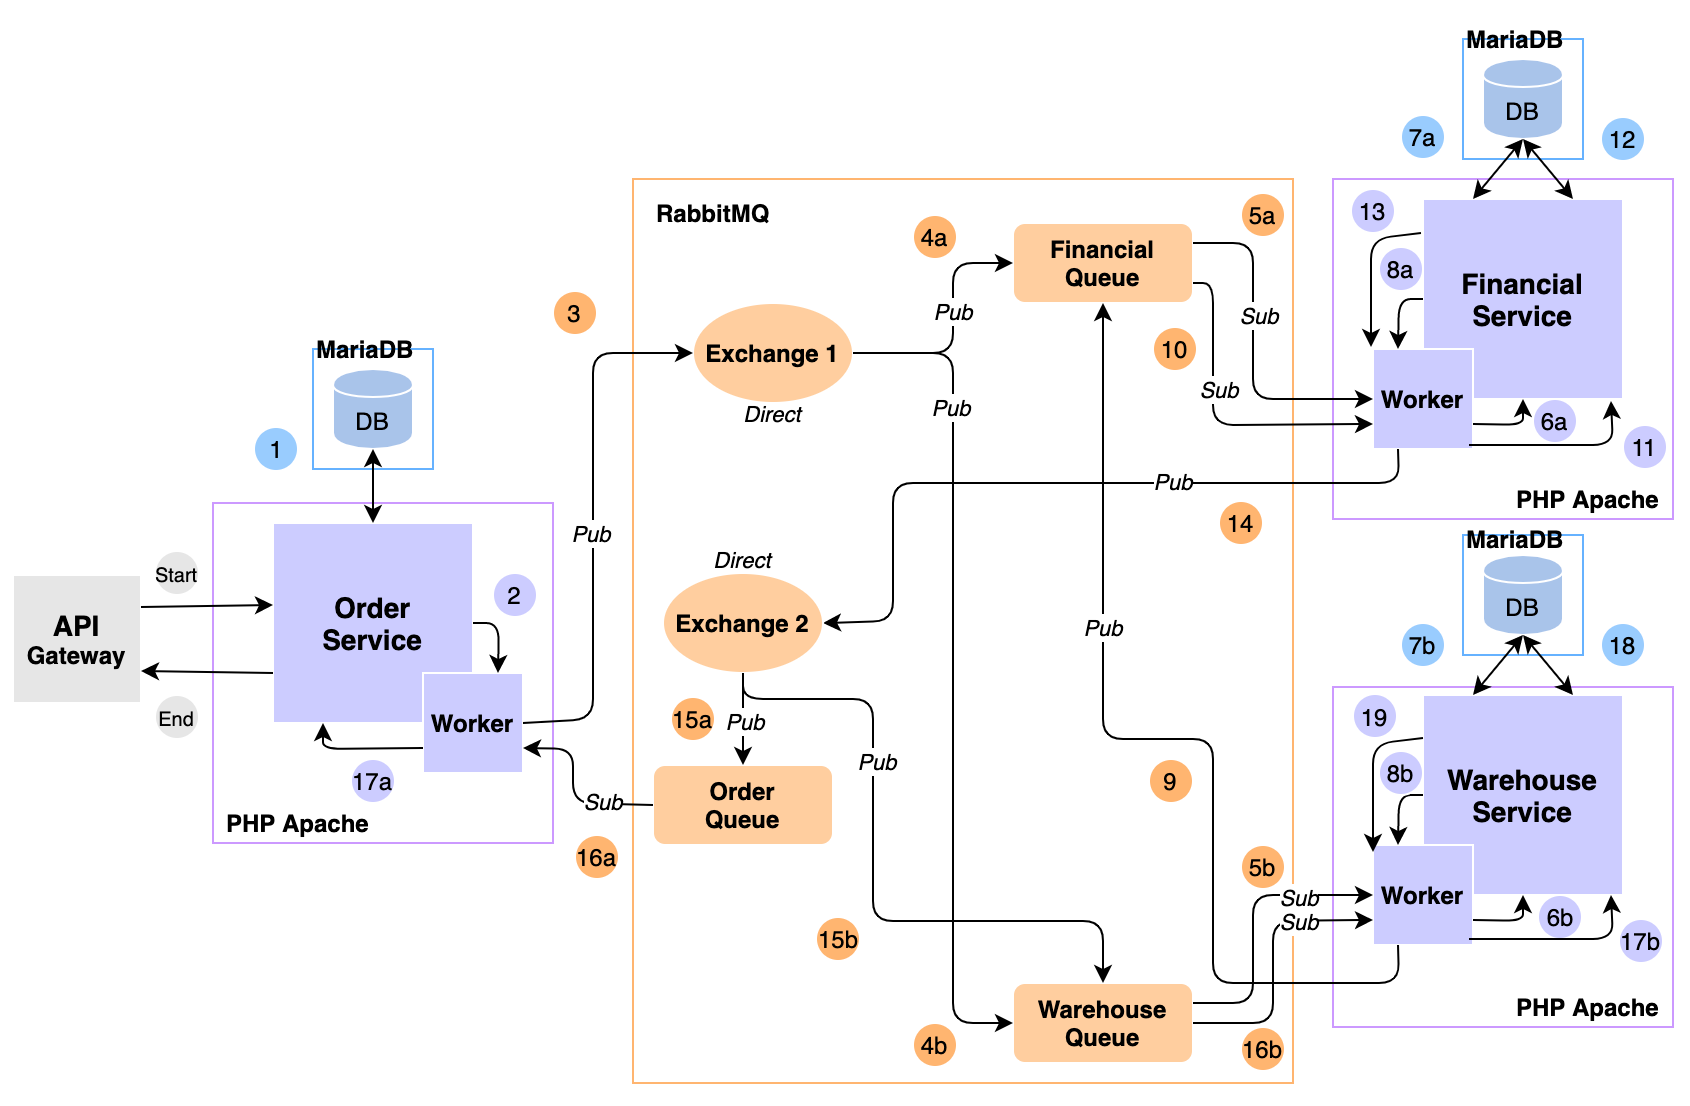 MariaDB
DB
7a
12
RabbitMQ
4a
5a
Financial
Queue
13
8a
Financial
Service
Pub
Sub
3
10
Exchange 1
Direct
MariaDB
DB
1
Pub
Sub
Worker
6a
11
PHP Apache
Pub
14
Pub
Direct
MariaDB
DB
7b
18
Start
2
API
Gateway
Order
Service
Exchange 2
Pub
End
Worker
15a
Pub
Pub
17a
Sub
Order
Queue
PHP Apache
16a
9
19
8b
Warehouse
Service
5b
Sub
Sub
Worker
6b
17b
15b
Warehouse
Queue
4b
16b
PHP Apache